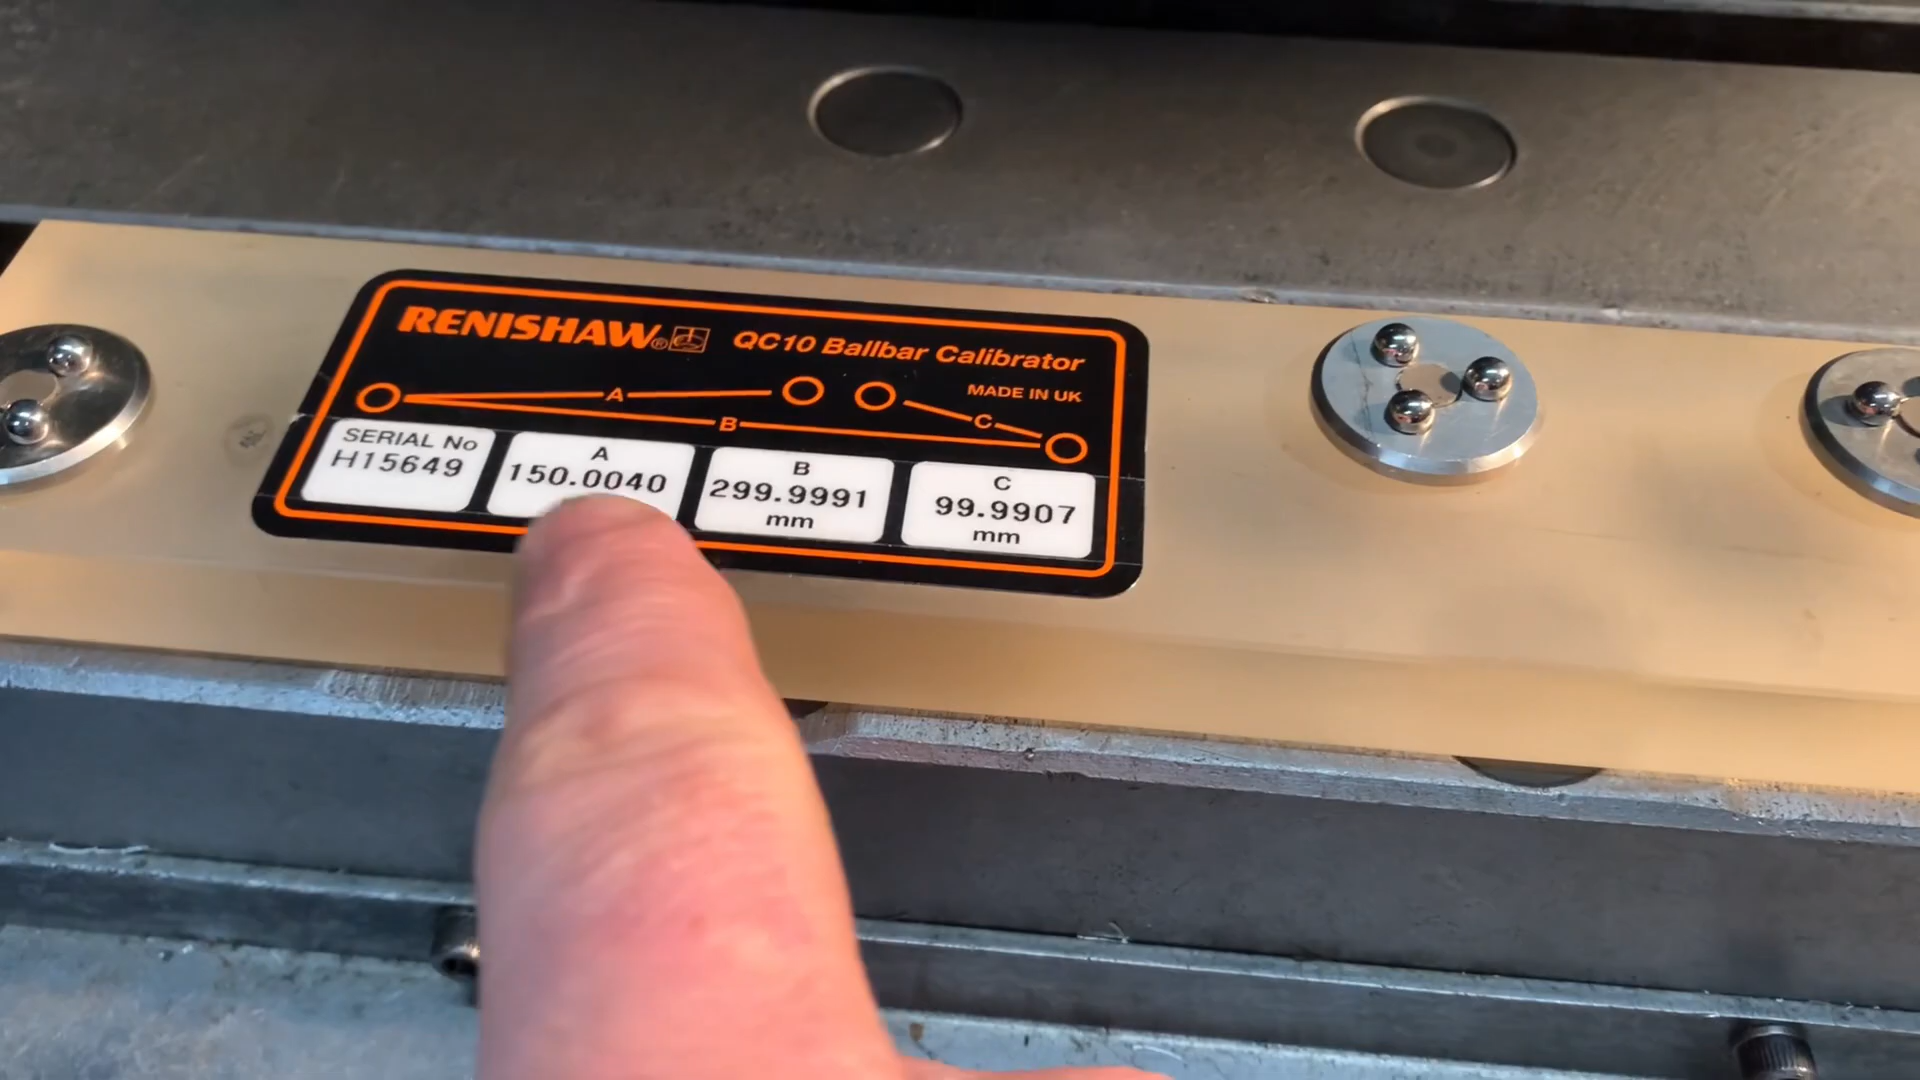 RENISHAW® QC10 Ballbar Calibrator
MADE IN UK
A
B
C
SERIAL No
H15649
A
150.0040
B
299.9991
mm
C
99.9907
mm